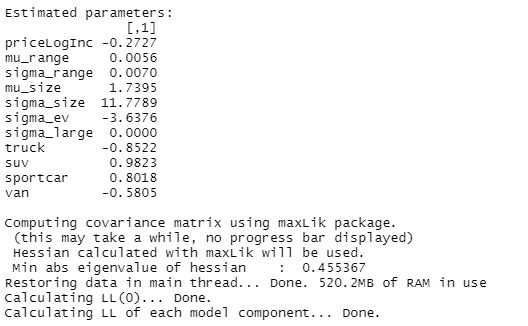 Estimated parameters:
[,1]
priceLogInc -0.2727
mu_range 0.0056
sigma_range 0.0070
mu_size 1.7395
sigma_size 11.7789
sigma_ev -3.6376
sigma_large 0.0000
truck -0.8522
suv 0.9823
sportcar 0.8018
van -0.5805
Computing covariance matrix using maxLik package.
(this may take a while, no progress bar displayed)
Hessian calculated with maxLik will be used.
Min abs eigenvalue of hessian : 0.455367
Restoring data in main thread... Done. 520.2MB of RAM in use
Calculating LL(0)... Done.
Calculating LL of each model component... Done.